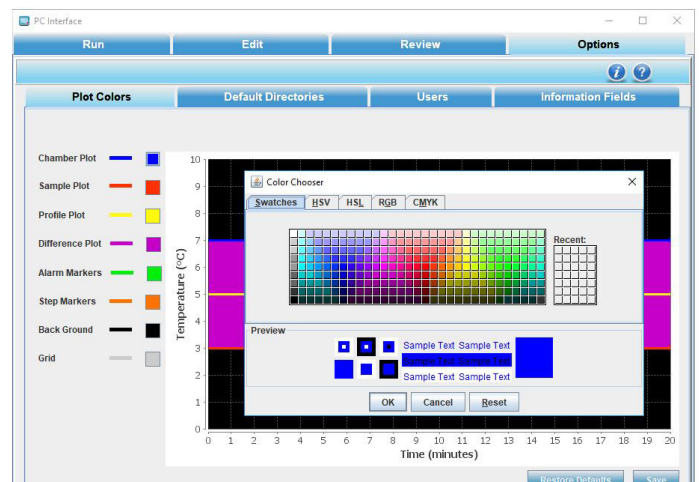 PC Interface
Run Edit Review Options
Plot Colors Default Directories Users Information Fields
Chamber Plot
Sample Plot
Profile Plot
Difference Plot
Alarm Markers
Step Markers
Back Ground
Grid
Temperature (°C)
10
9
8
7
6
5
4
3
2
1
0
0 1 2 3 4 5 6 7 8 9 10 11 12 13 14 15 16 17 18 19 20
Time (minutes)
Color Chooser
Swatches HSV HSL RGB CMYK
Recent:
Preview
Sample Text Sample Text
Sample Text Sample Text
Sample Text Sample Text
OK Cancel Reset
Restore Defaults Save